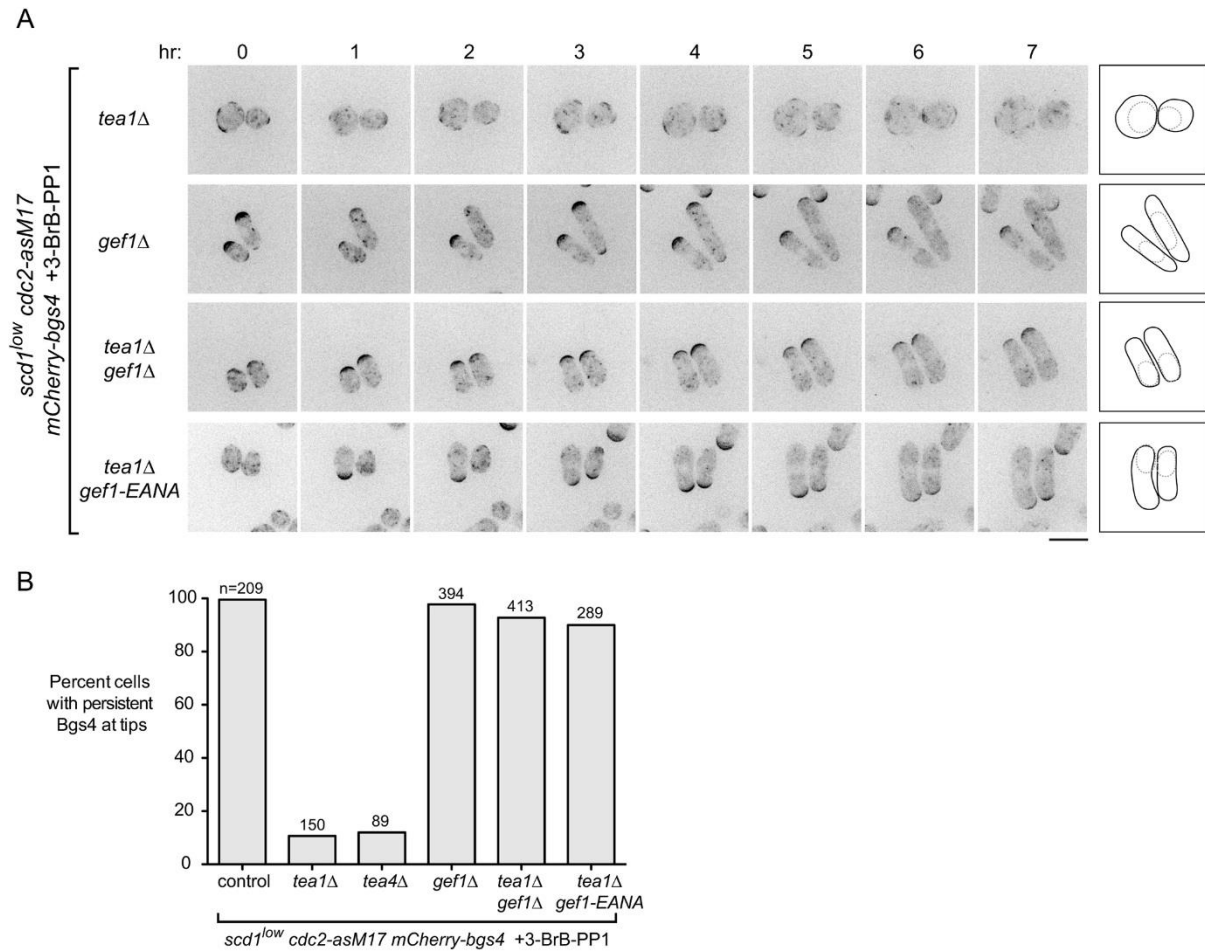 A
hr: 0 1 2 3 4 5 6 7
scd1low cdc2-asM17
mCherry-bgs4 +3-BrB-PP1
tea1Δ
gef1Δ
tea1Δ
gef1Δ
tea1Δ
gef1-EANA
B
Percent cells
with persistent
Bgs4 at tips
100
80
60
40
20
0
n=209
150
89
394
413
289
control tea1Δ tea4Δ gef1Δ tea1Δ tea1Δ
gef1Δ gef1-EANA
scd1low cdc2-asM17 mCherry-bgs4 +3-BrB-PP1